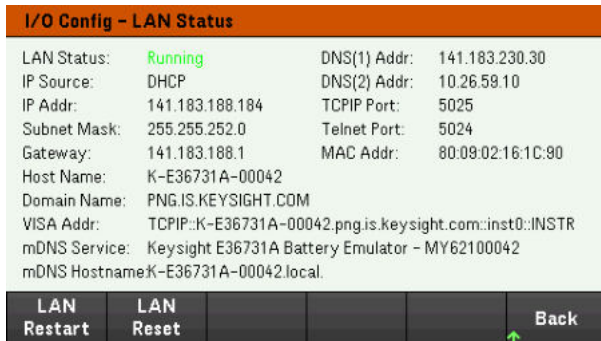 I/O Config - LAN Status
LAN Status: Running DNS(1) Addr: 141.183.230.30
IP Source: DHCP DNS(2) Addr: 10.26.59.10
IP Addr: 141.183.188.184 TCPIP Port: 5025
Subnet Mask: 255.255.252.0 Telnet Port: 5024
Gateway: 141.183.188.1 MAC Addr: 80:09:02:16:1C:90
Host Name: K-E36731A-00042
Domain Name: PNG.IS.KEYSIGHT.COM
VISA Addr: TCPIP::K-E36731A-00042.png.is.keysight.com::inst0::INSTR
mDNS Service: Keysight E36731A Battery Emulator - MY62100042
mDNS Hostname:K-E36731A-00042.local.
LAN Restart LAN Reset Back